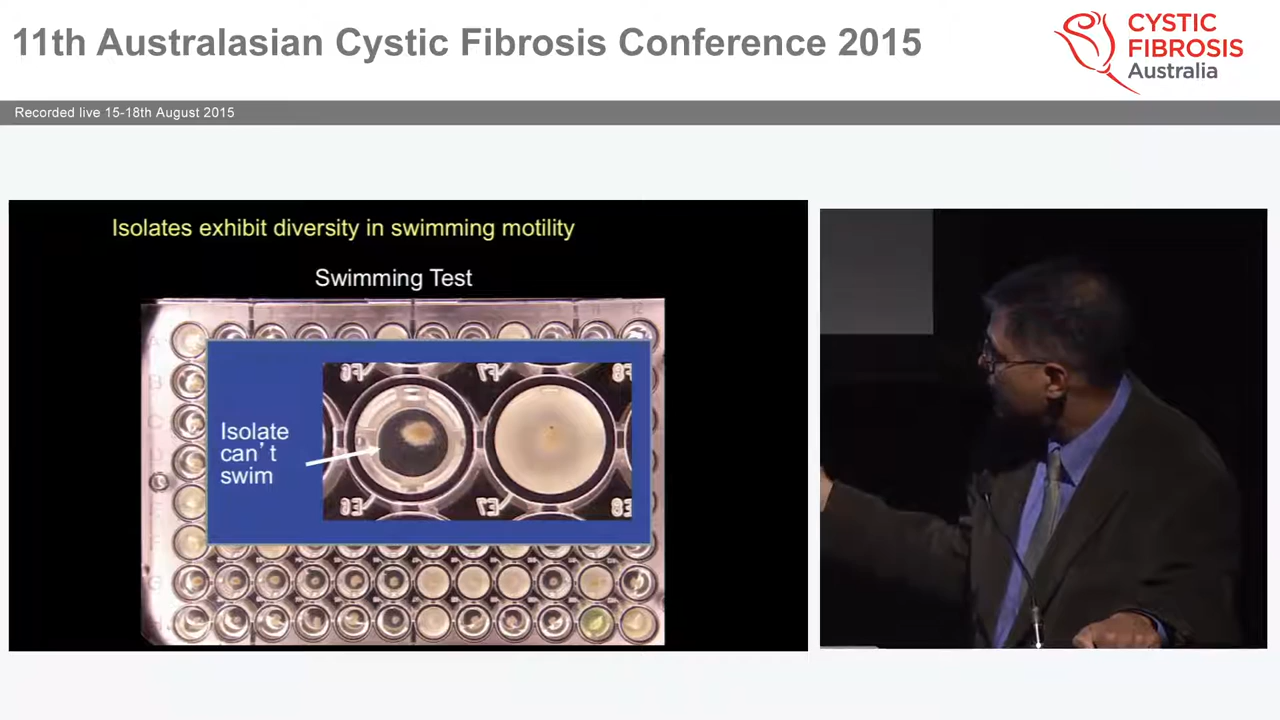 11th Australasian Cystic Fibrosis Conference 2015
CYSTIC
FIBROSIS
Australia
Recorded live 15-18th August 2015
Isolates exhibit diversity in swimming motility
Swimming Test
Isolate
can't
swim